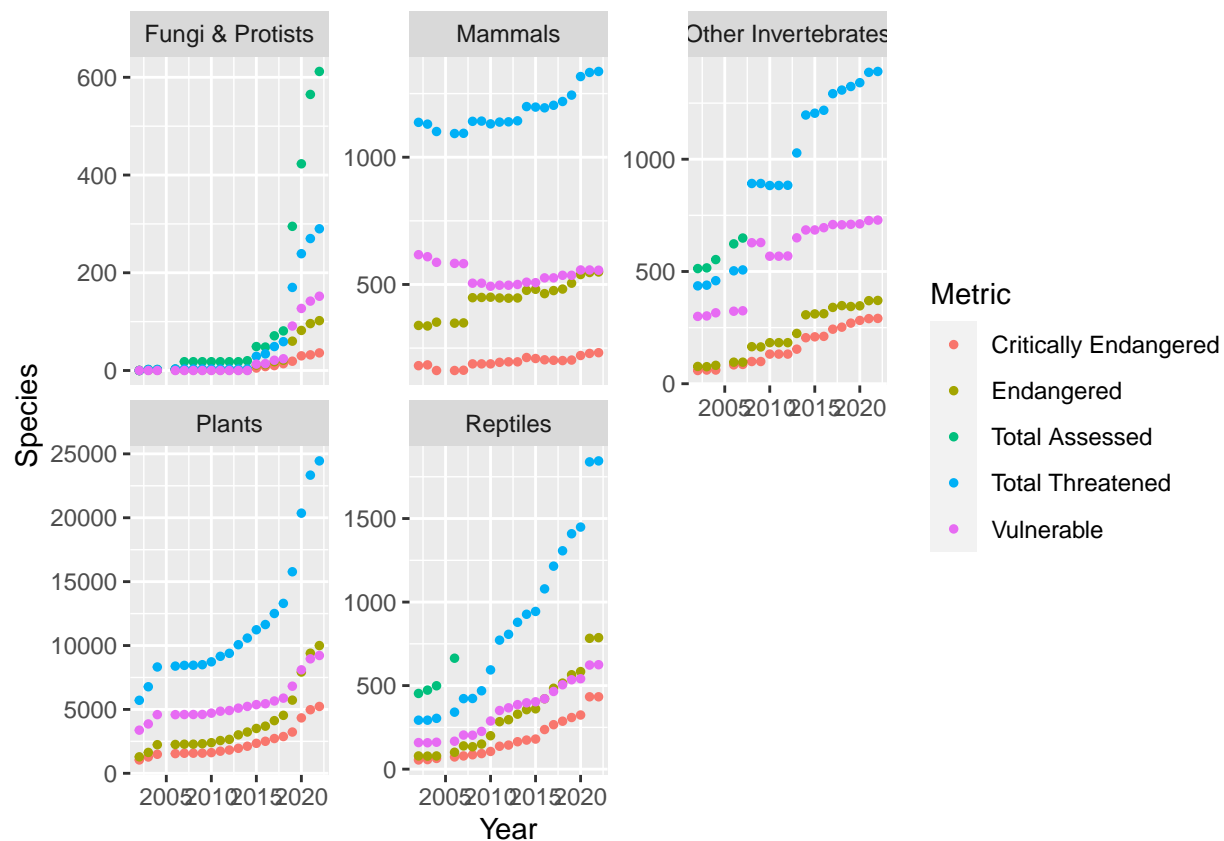 Fungi & Protists
Mammals
Other Invertebrates
600
400
200
0
1000
500
1000
500
0
2005 2010 2015 2020
Plants
Reptiles
25000
20000
15000
10000
5000
0
1500
1000
500
0
2005 2010 2015 2020
2005 2010 2015 2020
Species
Year
Metric
Critically Endangered
Endangered
Total Assessed
Total Threatened
Vulnerable